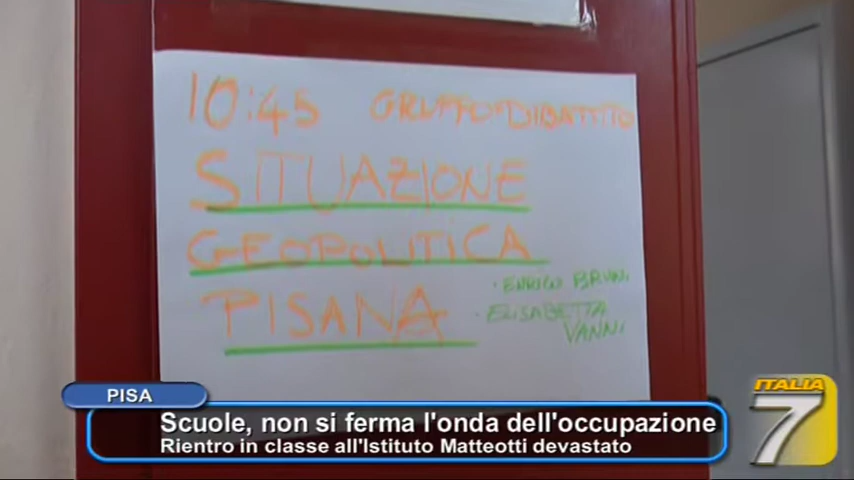 10:45 GRUPPO DIBATTITO
SITUAZIONE
GEOPOLITICA
PISANA
• ENRICO BRUNI
• ELISABETTA
VANNI
PISA
Scuole, non si ferma l'onda dell'occupazione
Rientro in classe all'Istituto Matteotti devastato
ITALIA
7